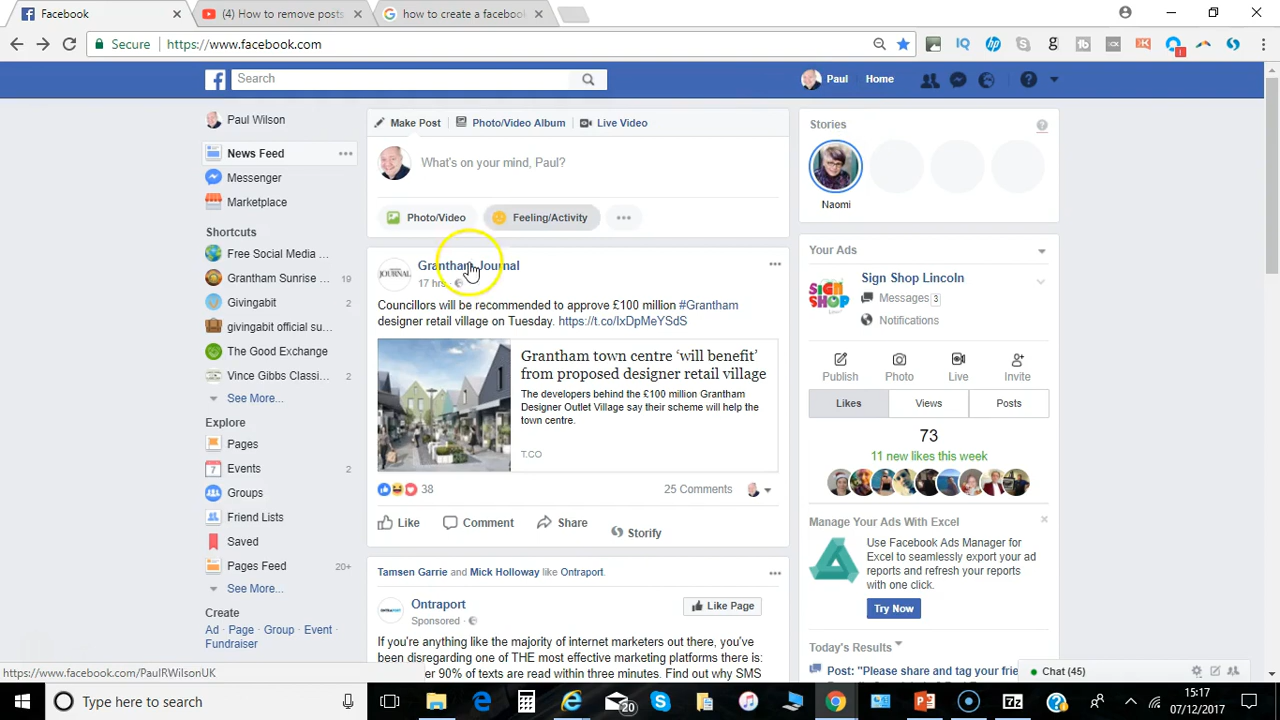 Facebook
(4) How to remove posts
how to create a facebook
Secure
https://www.facebook.com
Search
Paul
Home
Paul Wilson
News Feed
Messenger
Marketplace
Shortcuts
Free Social Media ...
Grantham Sunrise ... 19
Givingabit 2
givingabit official su...
The Good Exchange
Vince Gibbs Classi... 2
See More...
Explore
Pages
Events 2
Groups
Friend Lists
Saved
Pages Feed 20+
See More...
Create
Ad · Page · Group · Event ·
Fundraiser
Make Post
Photo/Video Album
Live Video
What's on your mind, Paul?
Photo/Video
Feeling/Activity
Grantham Journal
17 hrs ·
Councillors will be recommended to approve £100 million #Grantham
designer retail village on Tuesday. https://t.co/IxDpMeYSdS
JOURNAL
Grantham town centre ‘will benefit’
from proposed designer retail village
The developers behind the £100 million Grantham
Designer Outlet Village say their scheme will help the
town centre.
T.CO
38
25 Comments
Like
Comment
Share
Storify
Tamsen Garrie and Mick Holloway like Ontraport.
Ontraport
Sponsored ·
Like Page
If you're anything like the majority of internet marketers out there, you've
been disregarding one of THE most effective marketing platforms there is:
over 90% of texts are read within three minutes. Find out why SMS
Stories
Naomi
Your Ads
Sign Shop Lincoln
Messages 3
Notifications
SIGN
SHOP
Publish
Photo
Live
Invite
Likes
Views
Posts
73
11 new likes this week
Manage Your Ads With Excel
Use Facebook Ads Manager for
Excel to seamlessly export your ad
reports and refresh your reports
with one click.
Try Now
Today's Results
Post: "Please share and tag your frie
Chat (45)
https://www.facebook.com/PaulRWilsonUK
Type here to search
20
15:17
07/12/2017